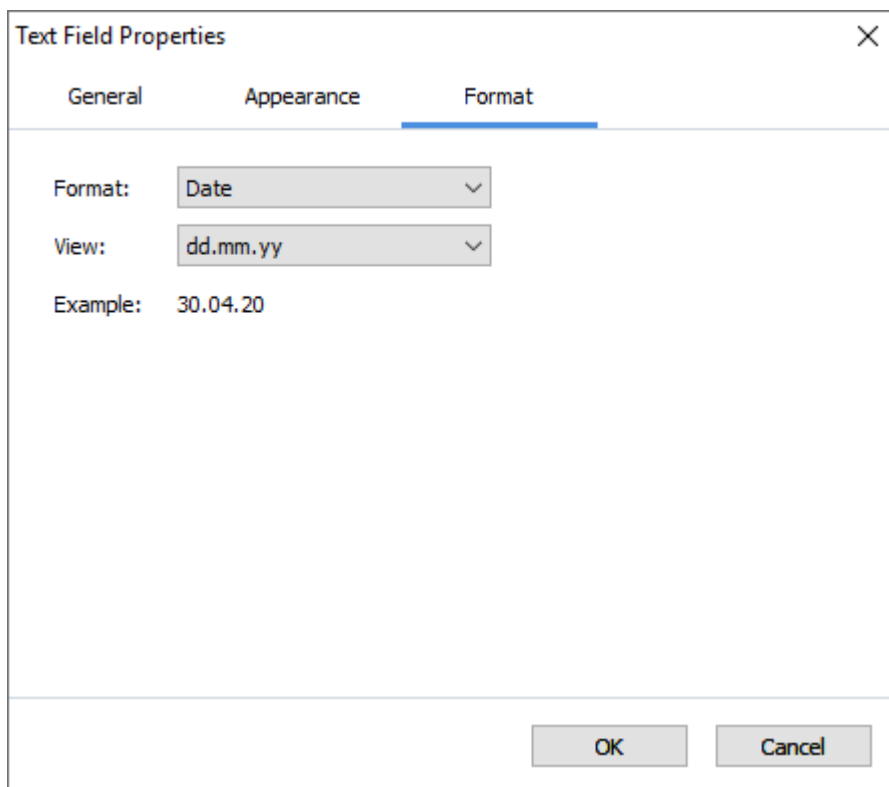 Text Field Properties
General Appearance Format
Format: Date
View: dd.mm.yy
Example: 30.04.20
OK Cancel